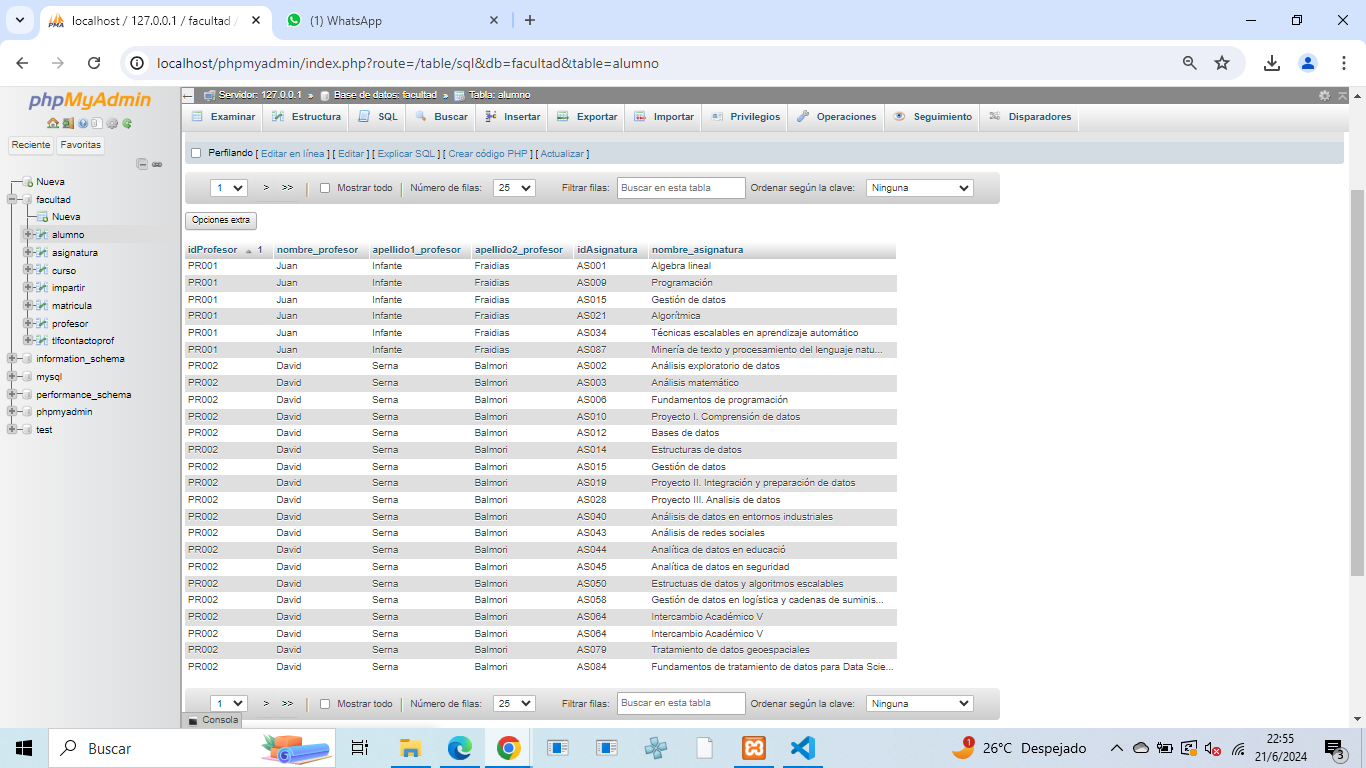 localhost / 127.0.0.1 / facultad /
(1) WhatsApp
localhost/phpmyadmin/index.php?route=/table/sql&db=facultad&table=alumno
phpMyAdmin
Reciente Favoritas
Nueva
facultad
Nueva
alumno
asignatura
curso
impartir
matricula
profesor
tlfcontactoprof
information_schema
mysql
performance_schema
phpmyadmin
test
Servidor: 127.0.0.1 » Base de datos: facultad » Tabla: alumno
Examinar Estructura SQL Buscar Insertar Exportar Importar Privilegios Operaciones Seguimiento Disparadores
Perfilando [ Editar en línea ] [ Editar ] [ Explicar SQL ] [ Crear código PHP ] [ Actualizar ]
1 > >> Mostrar todo Número de filas: 25 Filtrar filas: Buscar en esta tabla Ordenar según la clave: Ninguna
Opciones extra
idProfesor 1 nombre_profesor apellido1_profesor apellido2_profesor idAsignatura nombre_asignatura
PR001 Juan Infante Fraidias AS001 Algebra lineal
PR001 Juan Infante Fraidias AS009 Programación
PR001 Juan Infante Fraidias AS015 Gestión de datos
PR001 Juan Infante Fraidias AS021 Algorítmica
PR001 Juan Infante Fraidias AS034 Técnicas escalables en aprendizaje automático
PR001 Juan Infante Fraidias AS087 Minería de texto y procesamiento del lenguaje natu...
PR002 David Serna Balmori AS002 Análisis exploratorio de datos
PR002 David Serna Balmori AS003 Análisis matemático
PR002 David Serna Balmori AS006 Fundamentos de programación
PR002 David Serna Balmori AS010 Proyecto I. Comprensión de datos
PR002 David Serna Balmori AS012 Bases de datos
PR002 David Serna Balmori AS014 Estructuras de datos
PR002 David Serna Balmori AS015 Gestión de datos
PR002 David Serna Balmori AS019 Proyecto II. Integración y preparación de datos
PR002 David Serna Balmori AS028 Proyecto III. Analisis de datos
PR002 David Serna Balmori AS040 Análisis de datos en entornos industriales
PR002 David Serna Balmori AS043 Análisis de redes sociales
PR002 David Serna Balmori AS044 Analítica de datos en educació
PR002 David Serna Balmori AS045 Analítica de datos en seguridad
PR002 David Serna Balmori AS050 Estructuas de datos y algoritmos escalables
PR002 David Serna Balmori AS058 Gestión de datos en logística y cadenas de suminis...
PR002 David Serna Balmori AS064 Intercambio Académico V
PR002 David Serna Balmori AS064 Intercambio Académico V
PR002 David Serna Balmori AS079 Tratamiento de datos geoespaciales
PR002 David Serna Balmori AS084 Fundamentos de tratamiento de datos para Data Scie...
1 > >> Mostrar todo Número de filas: 25 Filtrar filas: Buscar en esta tabla Ordenar según la clave: Ninguna
Consola
Buscar
1
26°C Despejado
22:55
21/6/2024
3